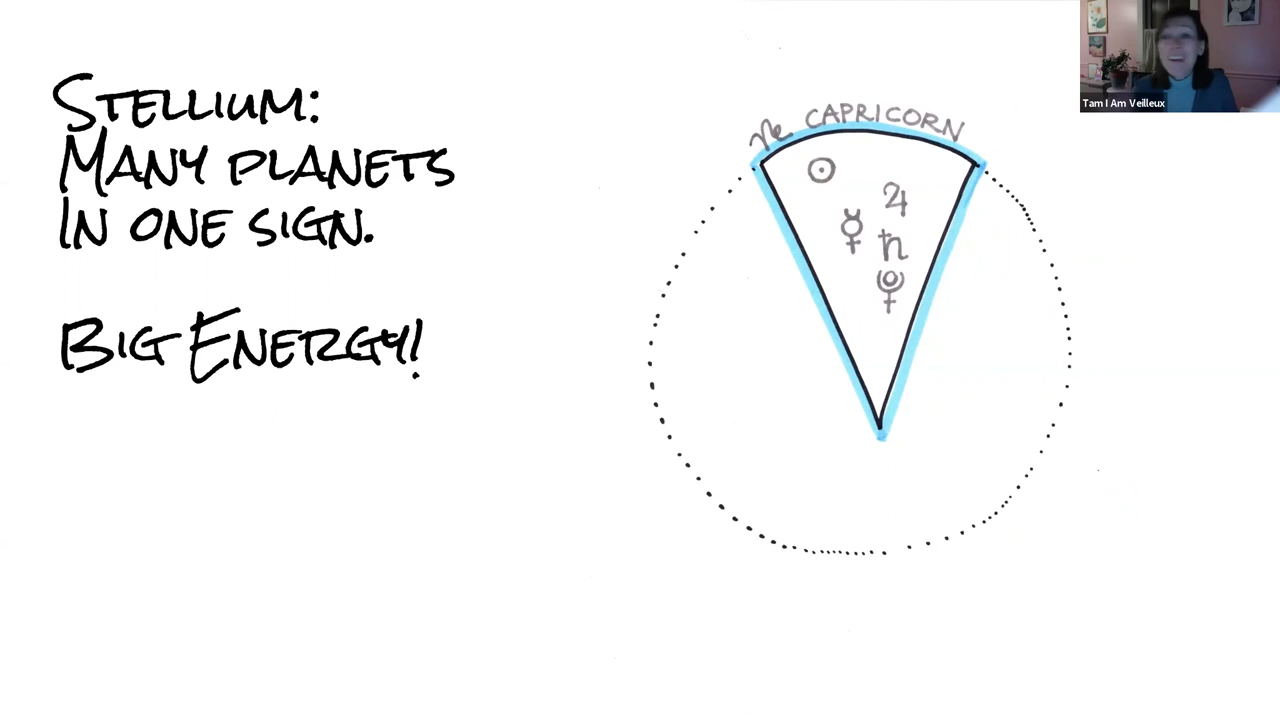 Stellium:
Many planets
In one sign.
Big Energy!
♑ CAPRICORN
☉
♃
☿
♄
♇
Tam I Am Veilleux